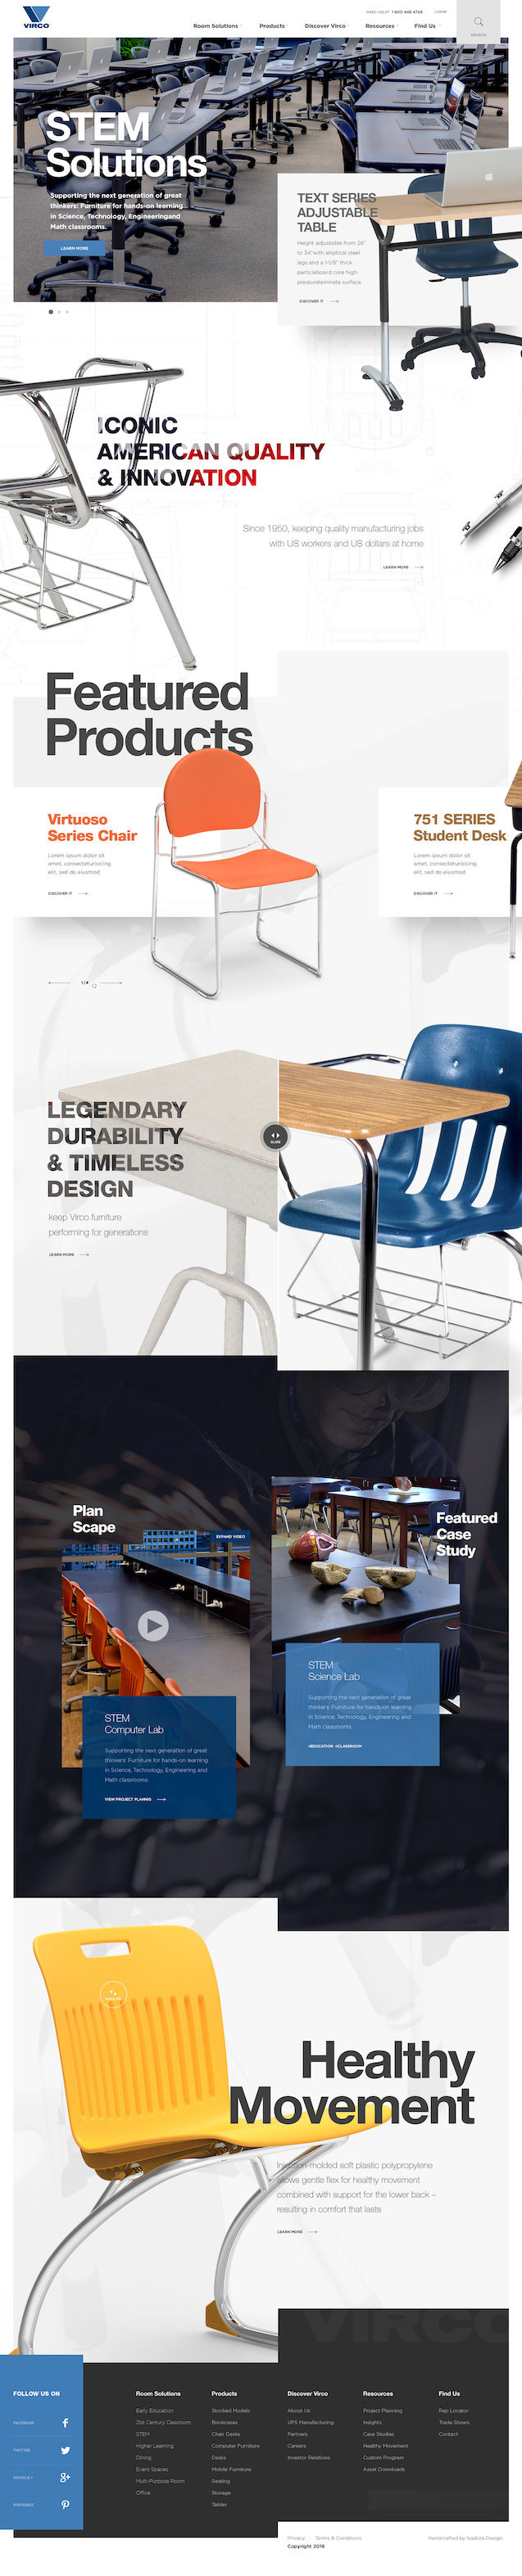 VIRCO
NEED HELP? 1 800 448 4726
LOGIN
Room Solutions
Products
Discover Virco
Resources
Find Us
SEARCH
STEM
Solutions
Supporting the next generation of great
thinkers: Furniture for hands-on learning
in Science, Technology, Engineeringand
Math classrooms.
LEARN MORE
TEXT SERIES
ADJUSTABLE
TABLE
Height adjustable from 26"
to 34"with elliptical steel
legs and a 1-1/8" thick
particleboard core high
pressurelaminate surface.
DISCOVER IT
ICONIC
AMERICAN QUALITY
& INNOVATION
Since 1950, keeping quality manufacturing jobs
with US workers and US dollars at home
LEARN MORE
Featured
Products
Virtuoso
Series Chair
Lorem ipsum dolor sit
amet, consecteturisicing
elit, sed do eiusmod
DISCOVER IT
751 SERIES
Student Desk
Lorem ipsum dolor sit
amet, consecteturisicing
elit, sed do eiusmod
DISCOVER IT
LEGENDARY
DURABILITY
& TIMELESS
DESIGN
SLIDE
keep Virco furniture
performing for generations
LEARN MORE
Plan
Scape
EXPAND VIDEO
STEM
Computer Lab
Supporting the next generation of great
thinkers: Furniture for hands-on learning
in Science, Technology, Engineering and
Math classrooms.
VIEW PROJECT PLANNIG
Featured
Case
Study
STEM
Science Lab
Supporting the next generation of great
thinkers: Furniture for hands-on learning
in Science, Technology, Engineering and
Math classrooms.
#EDUCATION #CLASSROOM
Healthy
Movement
Injection-molded soft plastic polypropylene
allows gentle flex for healthy movement
combined with support for the lower back –
resulting in comfort that lasts
LEARN MORE
VIRCO
FOLLOW US ON
FACEBOOK
TWITTER
GOOGLE +
PINTEREST
Room Solutions
Early Education
21st Century Classroom
STEM
Higher Learning
Dining
Event Spaces
Multi-Purpose Room
Office
Products
Stocked Models
Bookcases
Chair Desks
Computer Furniture
Desks
Mobile Furniture
Seating
Storage
Tables
Discover Virco
About Us
UPS Manufacturing
Partners
Careers
Investor Relations
Resources
Project Planning
Insights
Case Studies
Healthy Movement
Custom Program
Asset Downloads
Find Us
Rep Locator
Trade Shows
Contact
Privacy
Terms & Conditions
Handcrafted by Isadora Design
Copyright 2016